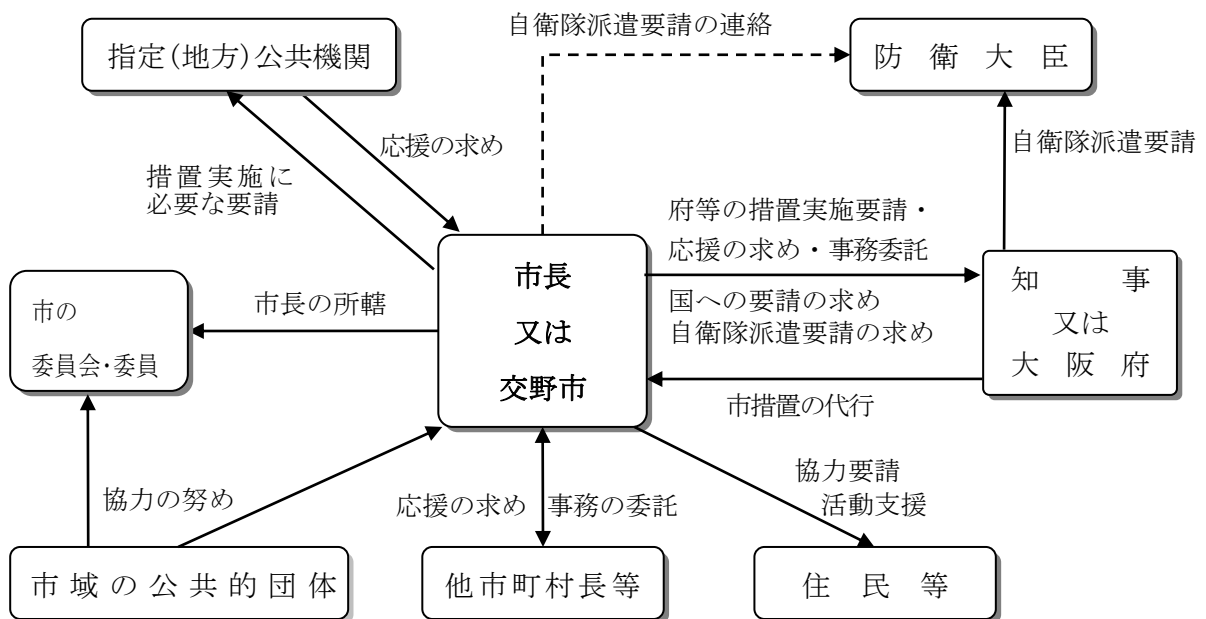 自衛隊派遣要請の連絡
指定(地方)公共機関
防衛大臣
応援の求め
自衛隊派遣要請
措置実施に
必要な要請
府等の措置実施要請・
応援の求め・事務委託
市長
又は
交野市
知事
又は
大阪府
市長の所轄
国への要請の求め
自衛隊派遣要請の求め
市の
委員会・委員
市措置の代行
協力の努め
応援の求め
事務の委託
協力要請
活動支援
市域の公共的団体
他市町村長等
住民等